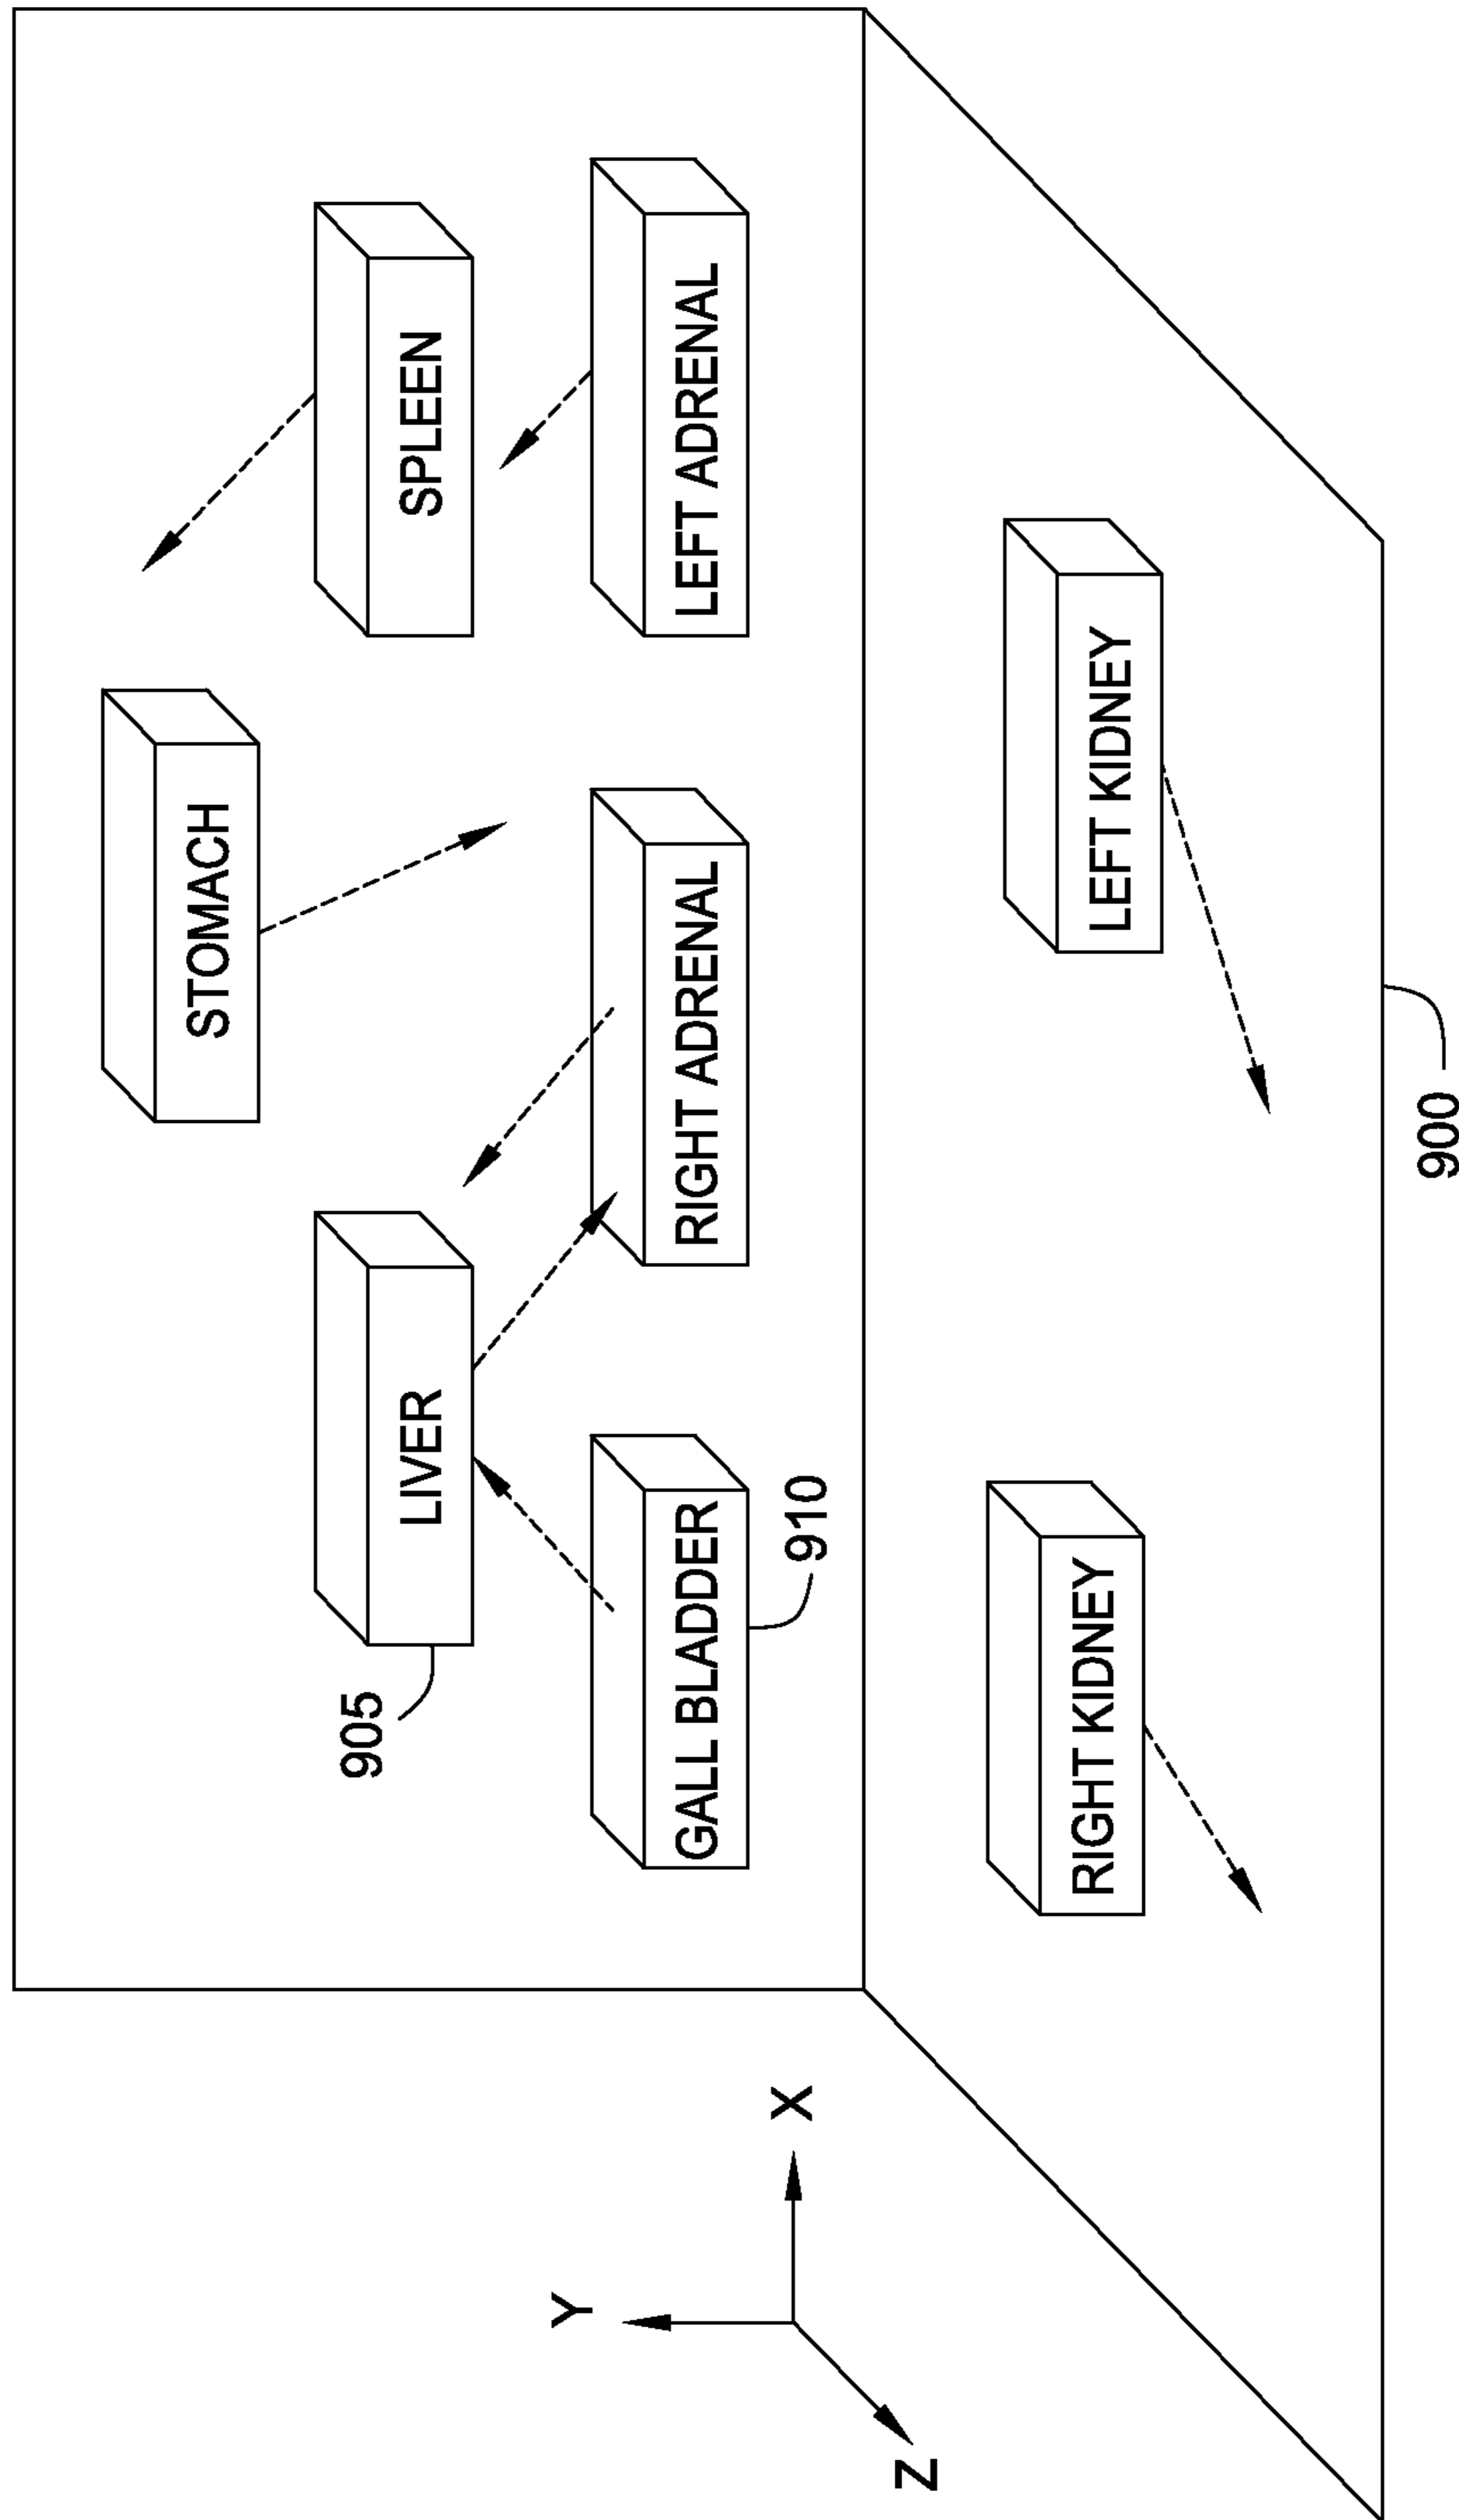 STOMACH
905
LIVER
SPLEEN
GALL BLADDER
910
RIGHT ADRENAL
LEFT ADRENAL
Y
X
Z
RIGHT KIDNEY
LEFT KIDNEY
900